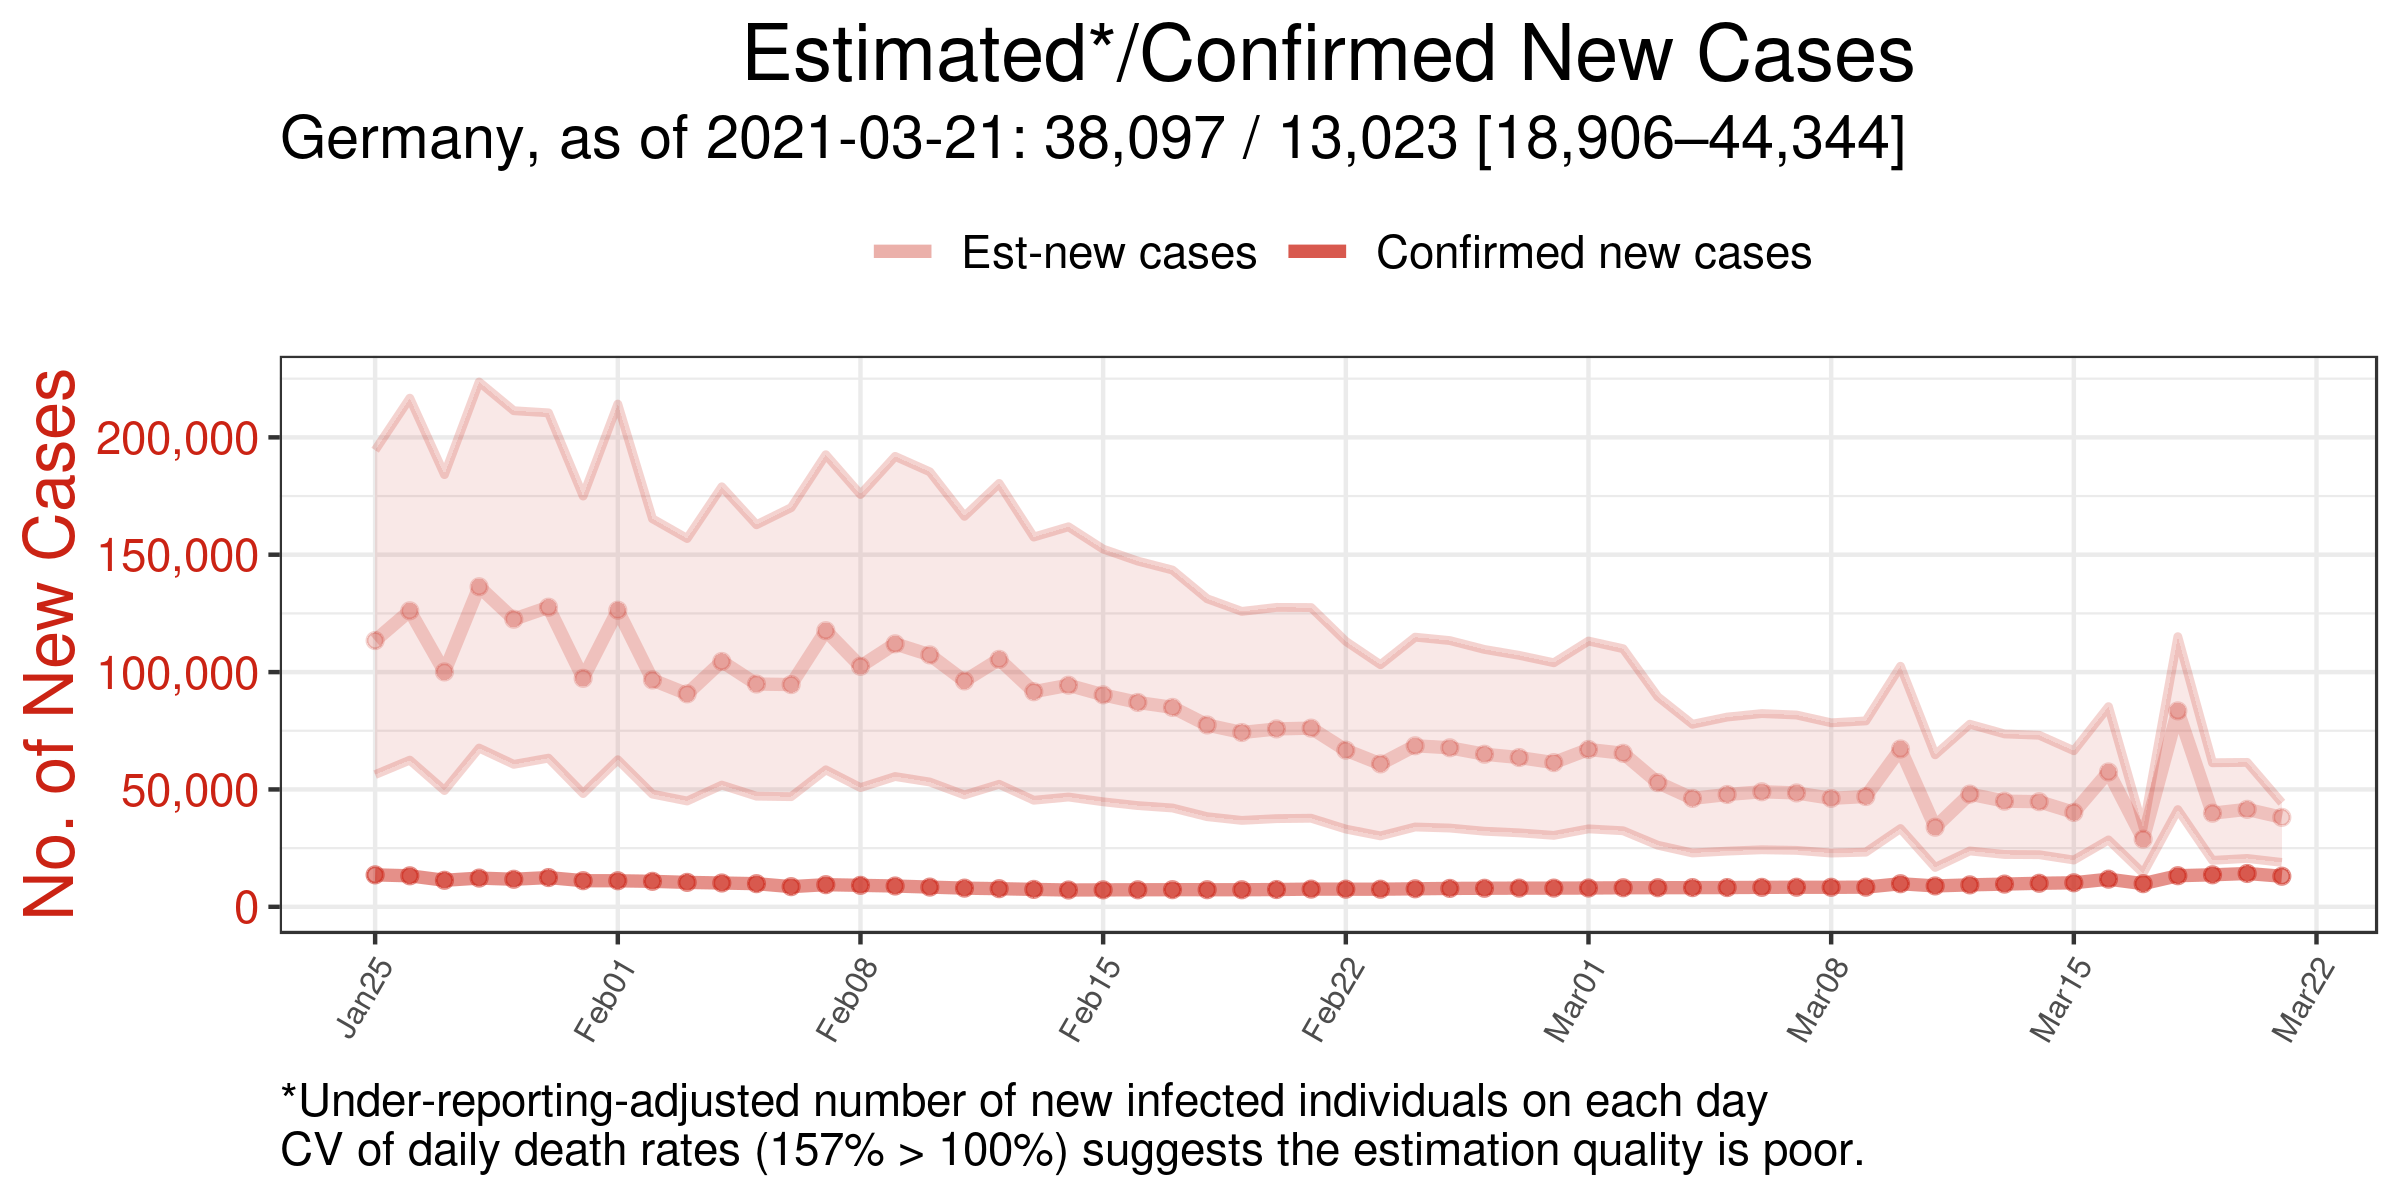 Estimated*/Confirmed New Cases
Germany, as of 2021-03-21: 38,097 / 13,023 [18,906–44,344]
Est-new cases
Confirmed new cases
No. of New Cases
200,000
150,000
100,000
50,000
0
Jan25
Feb01
Feb08
Feb15
Feb22
Mar01
Mar08
Mar15
Mar22
*Under-reporting-adjusted number of new infected individuals on each day
CV of daily death rates (157% > 100%) suggests the estimation quality is poor.